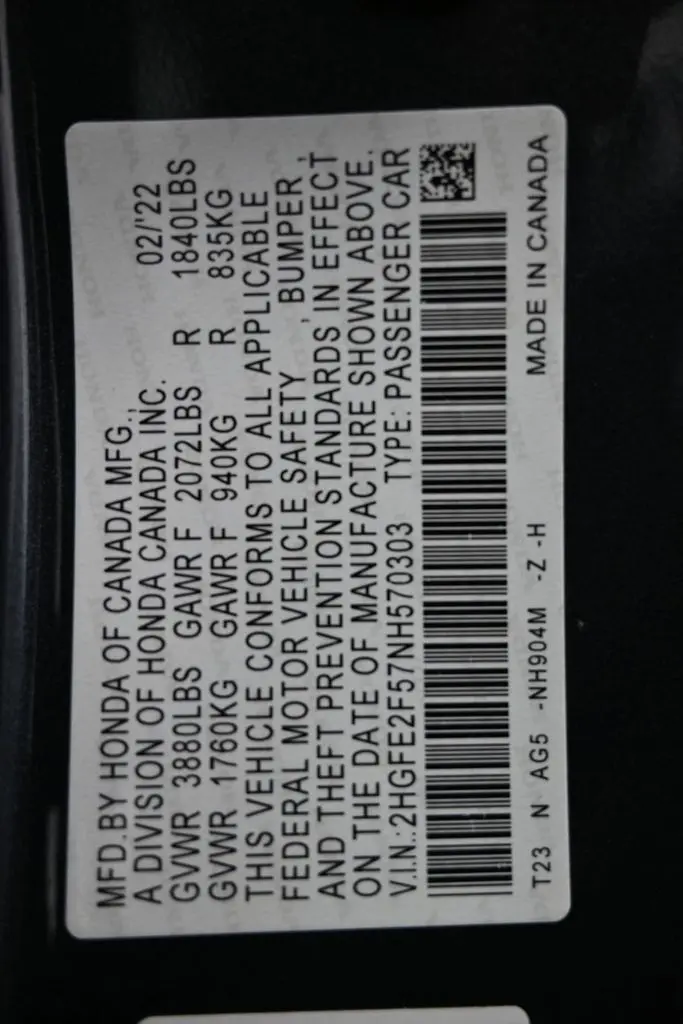 MFD.BY HONDA OF CANADA MFG.,
A DIVISION OF HONDA CANADA INC. 02/'22
GVWR 3880LBS GAWR F 2072LBS R 1840LBS
GVWR 1760KG GAWR F 940KG R 835KG
THIS VEHICLE CONFORMS TO ALL APPLICABLE
FEDERAL MOTOR VEHICLE SAFETY , BUMPER ,
AND THEFT PREVENTION STANDARDS IN EFFECT
ON THE DATE OF MANUFACTURE SHOWN ABOVE.
V.I.N.:2HGFE2F57NH570303 TYPE: PASSENGER CAR
T23 N AG5 -NH904M -Z -H MADE IN CANADA